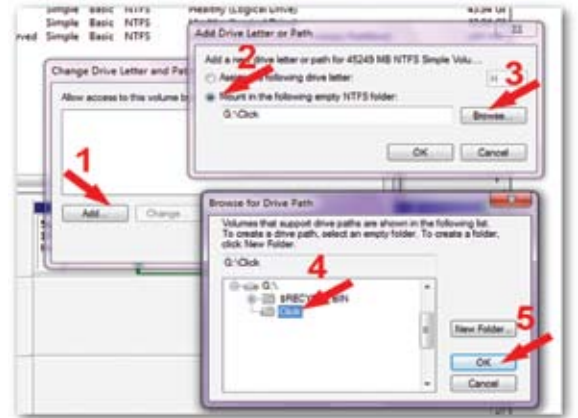 Simple Basic NTFS Healthy (Logical Drive)
Simple Basic NTFS
Simple Basic NTFS
Add Drive Letter or Path
Add a new drive letter or path for 45249 MB NTFS Simple Volu...
following drive letter:
Mount in the following empty NTFS folder:
G:\Click
Browse...
OK Cancel
2
3
Change Drive Letter and
Allow access to this volume
1
Add... Change
Browse for Drive Path
Volumes that support drive paths are shown in the following list.
To create a drive path, select an empty folder. To create a folder,
click New Folder.
G:\Click
4
G:\
BIN
Click
New Folder...
5
OK
Cancel